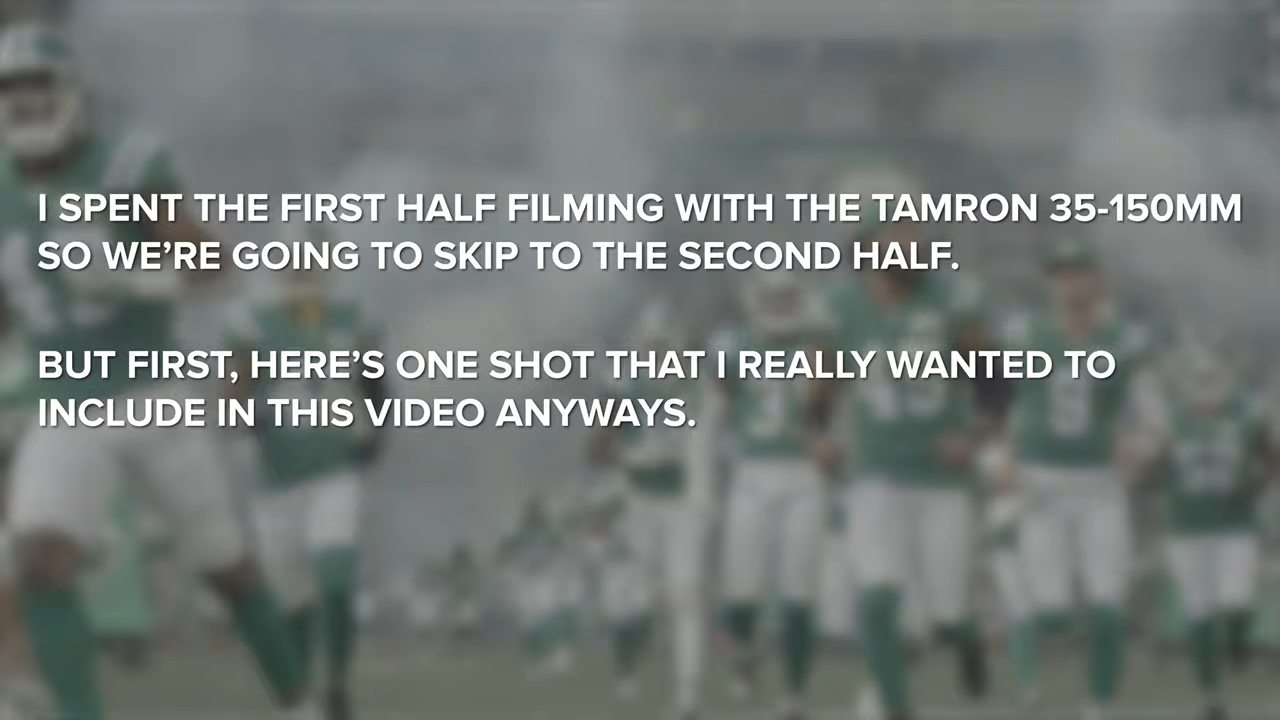 I SPENT THE FIRST HALF FILMING WITH THE TAMRON 35-150MM
SO WE’RE GOING TO SKIP TO THE SECOND HALF.
BUT FIRST, HERE’S ONE SHOT THAT I REALLY WANTED TO
INCLUDE IN THIS VIDEO ANYWAYS.